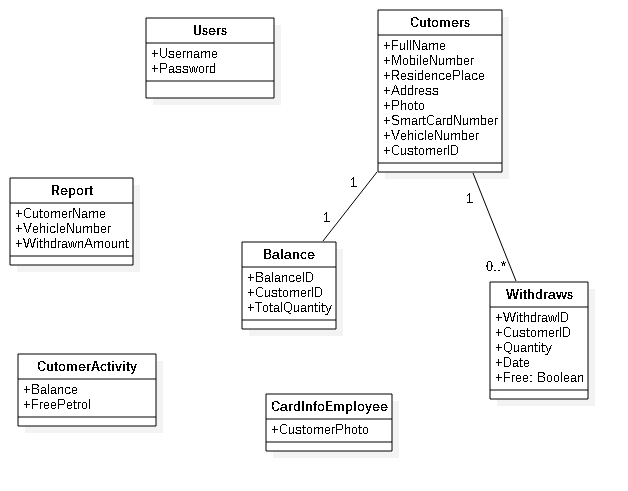 Users
+Username
+Password
Cutomers
+FullName
+MobileNumber
+ResidencePlace
+Address
+Photo
+SmartCardNumber
+VehicleNumber
+CustomerID
1
1
1
0..*
Report
+CutomerName
+VehicleNumber
+WithdrawnAmount
Balance
+BalanceID
+CustomerID
+TotalQuantity
Withdraws
+WithdrawID
+CustomerID
+Quantity
+Date
+Free: Boolean
CutomerActivity
+Balance
+FreePetrol
CardInfoEmployee
+CustomerPhoto